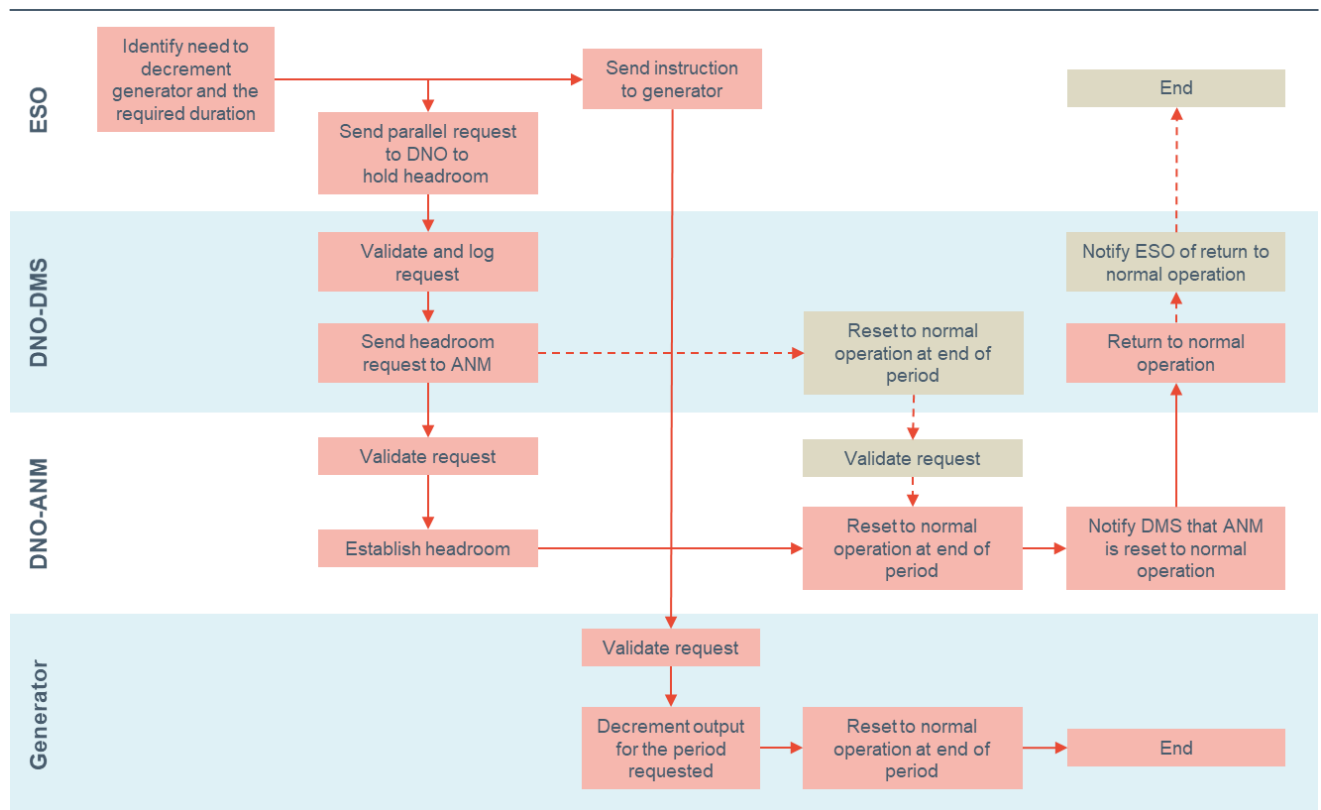 ESO
Identify need to
decrement
generator and the
required duration
Send instruction
to generator
End
Send parallel request
to DNO to
hold headroom
DNO-DMS
Validate and log
request
Notify ESO of return to
normal operation
Send headroom
request to ANM
Reset to normal
operation at end of
period
Return to normal
operation
DNO-ANM
Validate request
Validate request
Establish headroom
Reset to normal
operation at end of
period
Notify DMS that ANM
is reset to normal
operation
Generator
Validate request
Decrement output
for the period
requested
Reset to normal
operation at end of
period
End